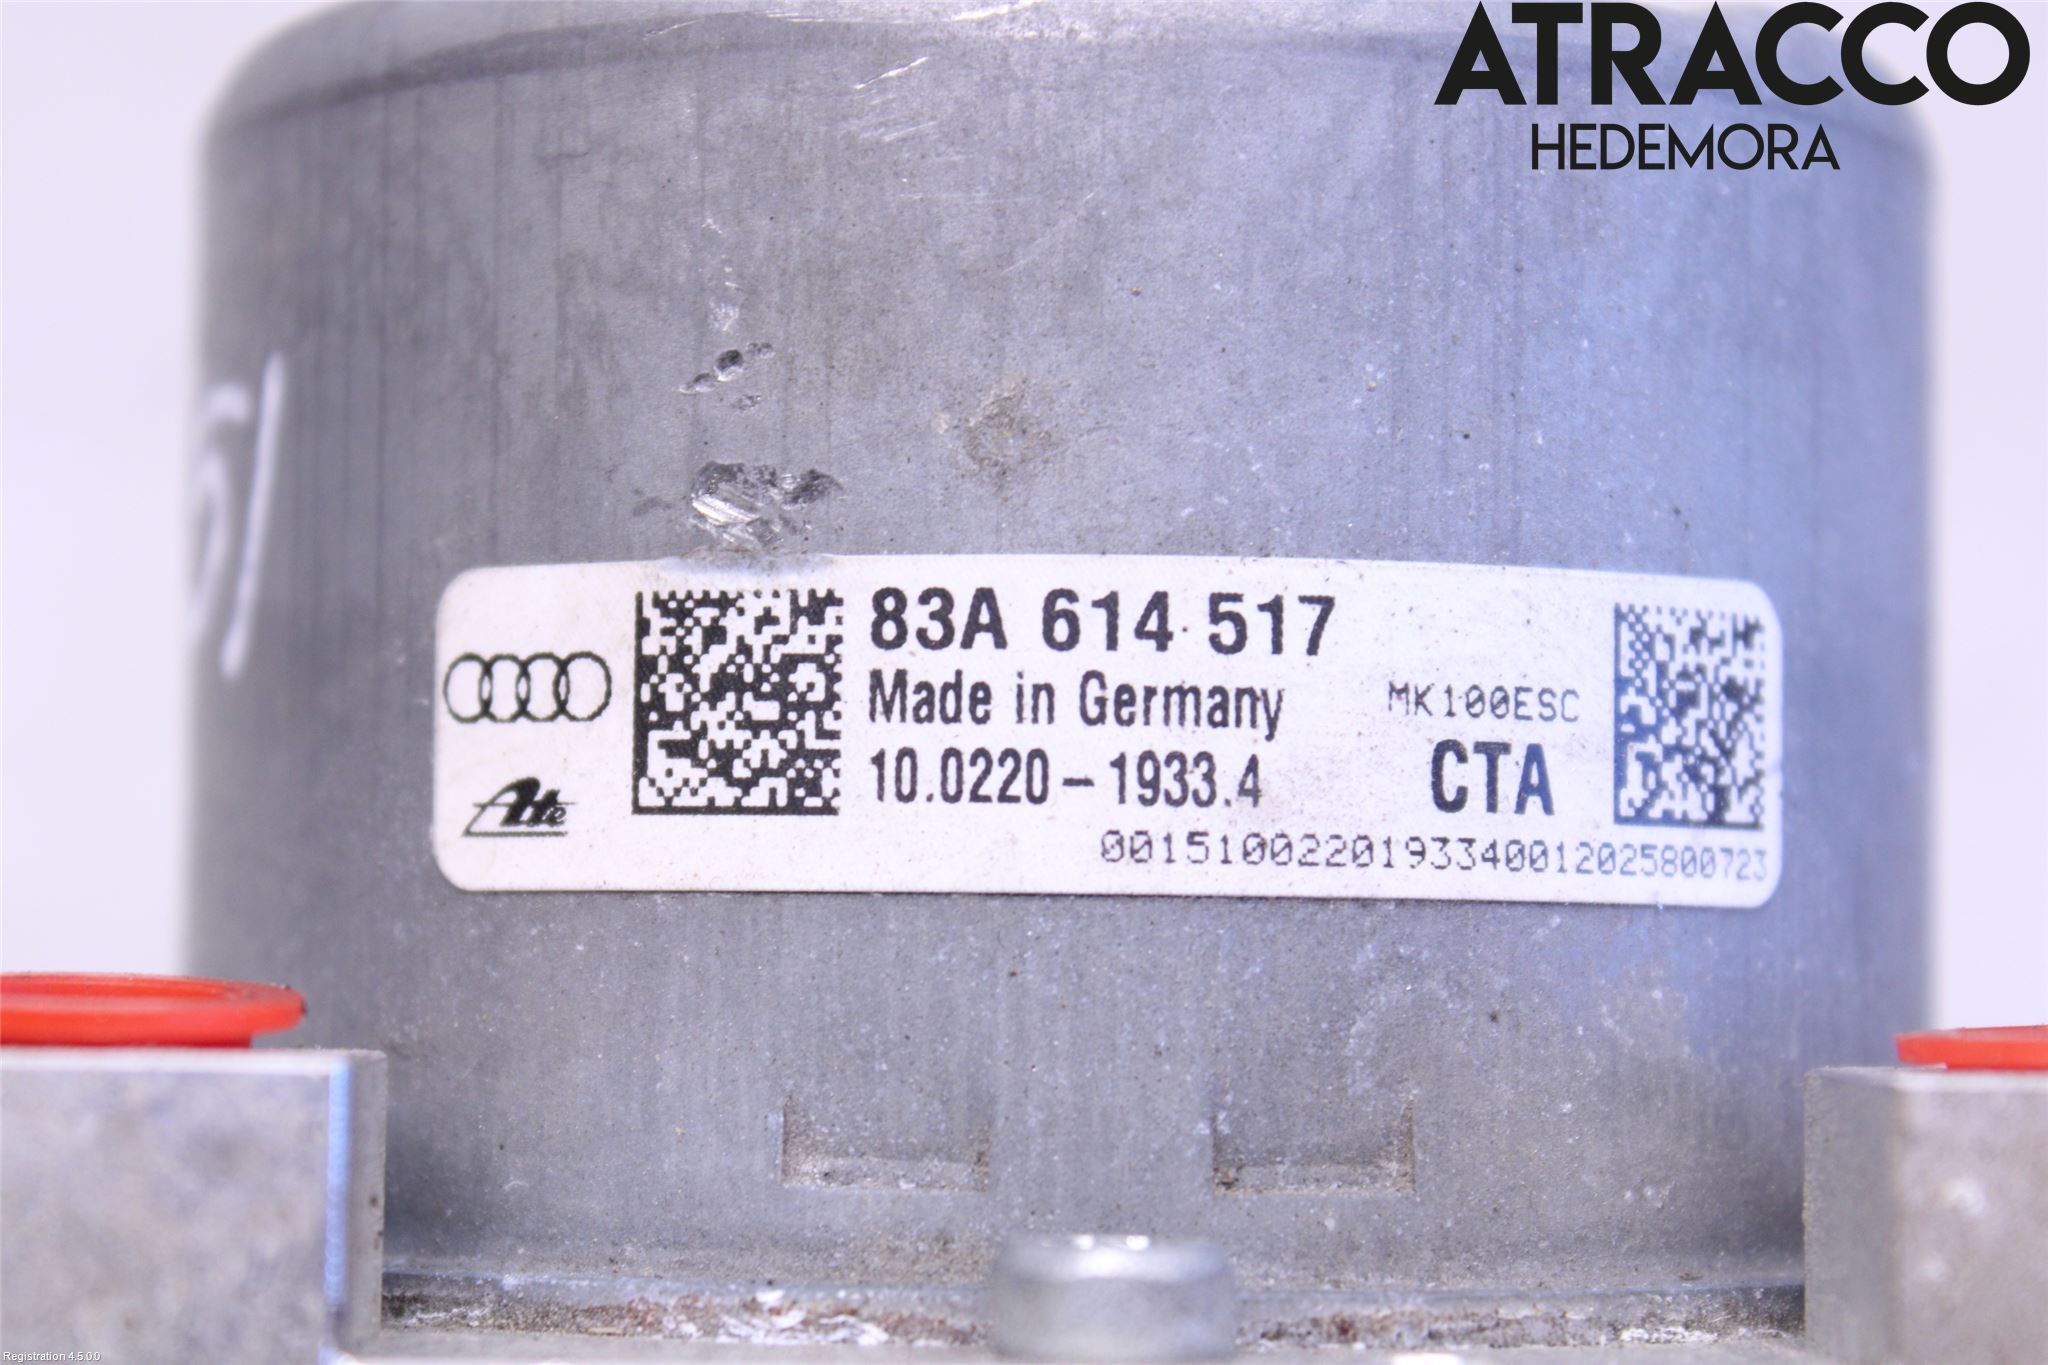 ATRACCO
HEDEMORA
83A 614 517
Made in Germany
10.0220-1933.4
MK100ESC
CTA
Ate
0015100220193340012025800723
Registration 4.5.0.0